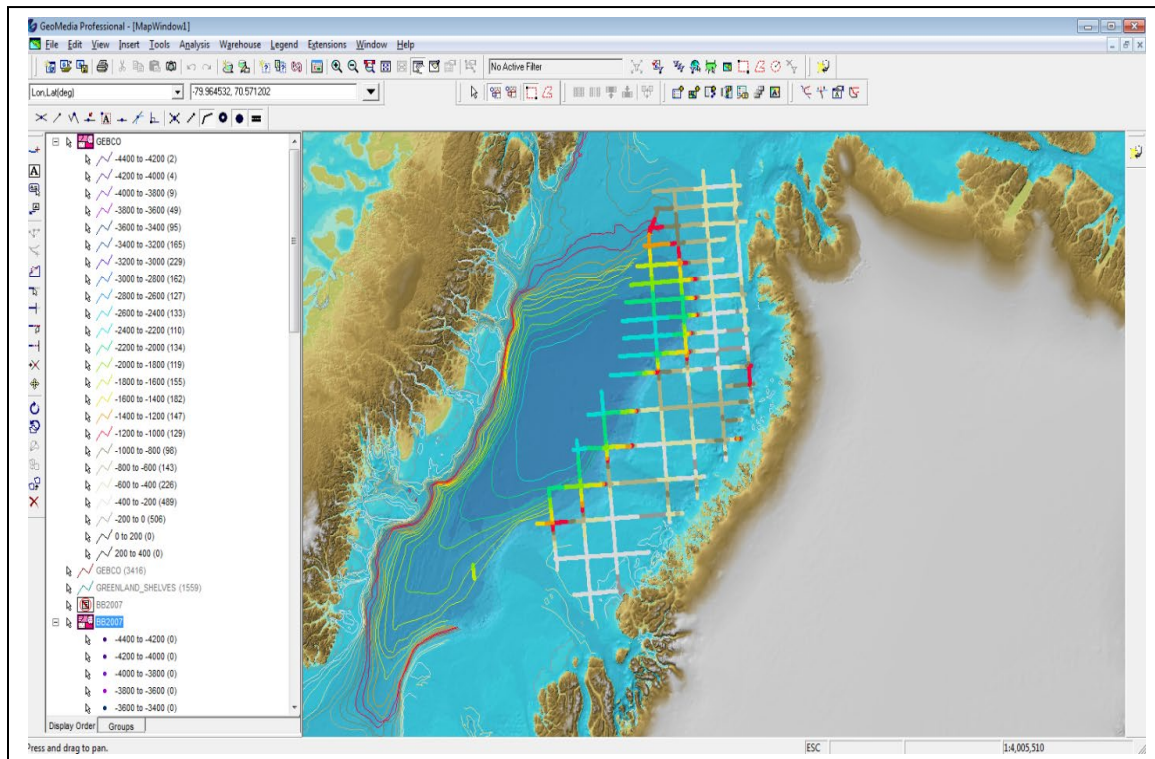 GeoMedia Professional - [MapWindow1]
File Edit View Insert Tools Analysis Warehouse Legend Extensions Window Help
No Active Filter
Lon,Lat(deg) -79.964532, 70.571202
GEBCO
-4400 to -4200 (2)
-4200 to -4000 (4)
-4000 to -3800 (9)
-3800 to -3600 (49)
-3600 to -3400 (95)
-3400 to -3200 (165)
-3200 to -3000 (229)
-3000 to -2800 (162)
-2800 to -2600 (127)
-2600 to -2400 (133)
-2400 to -2200 (110)
-2200 to -2000 (134)
-2000 to -1800 (119)
-1800 to -1600 (155)
-1600 to -1400 (182)
-1400 to -1200 (147)
-1200 to -1000 (129)
-1000 to -800 (98)
-800 to -600 (143)
-600 to -400 (226)
-400 to -200 (489)
-200 to 0 (506)
0 to 200 (0)
200 to 400 (0)
GEBCO (3416)
GREENLAND_SHELVES (1559)
BB2007
BB2007
-4400 to -4200 (0)
-4200 to -4000 (0)
-4000 to -3800 (0)
-3800 to -3600 (0)
-3600 to -3400 (0)
Display Order Groups
Press and drag to pan. ESC 1:4,005,510